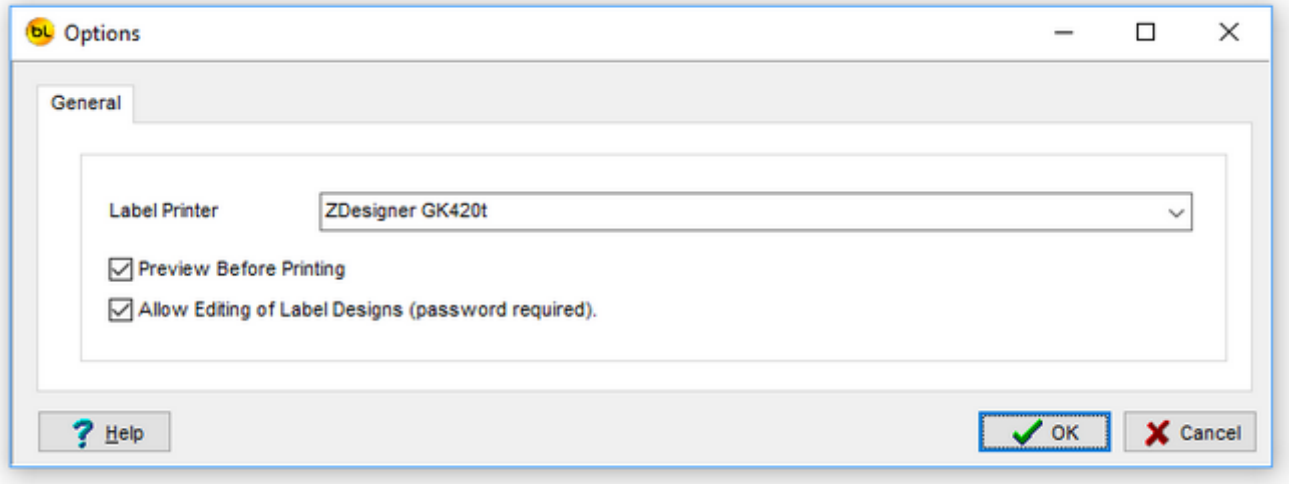 bL Options
General
Label Printer ZDesigner GK420t
Preview Before Printing
Allow Editing of Label Designs (password required).
? Help OK Cancel